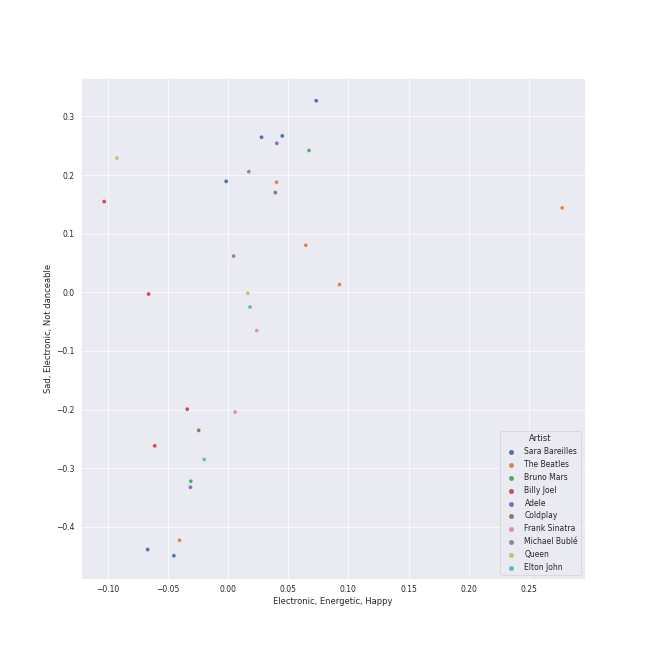 0.3
0.2
0.1
0.0
−0.1
−0.2
−0.3
−0.4
Sad, Electronic, Not danceable
Artist
Sara Bareilles
The Beatles
Bruno Mars
Billy Joel
Adele
Coldplay
Frank Sinatra
Michael Bublé
Queen
Elton John
−0.10 −0.05 0.00 0.05 0.10 0.15 0.20 0.25
Electronic, Energetic, Happy